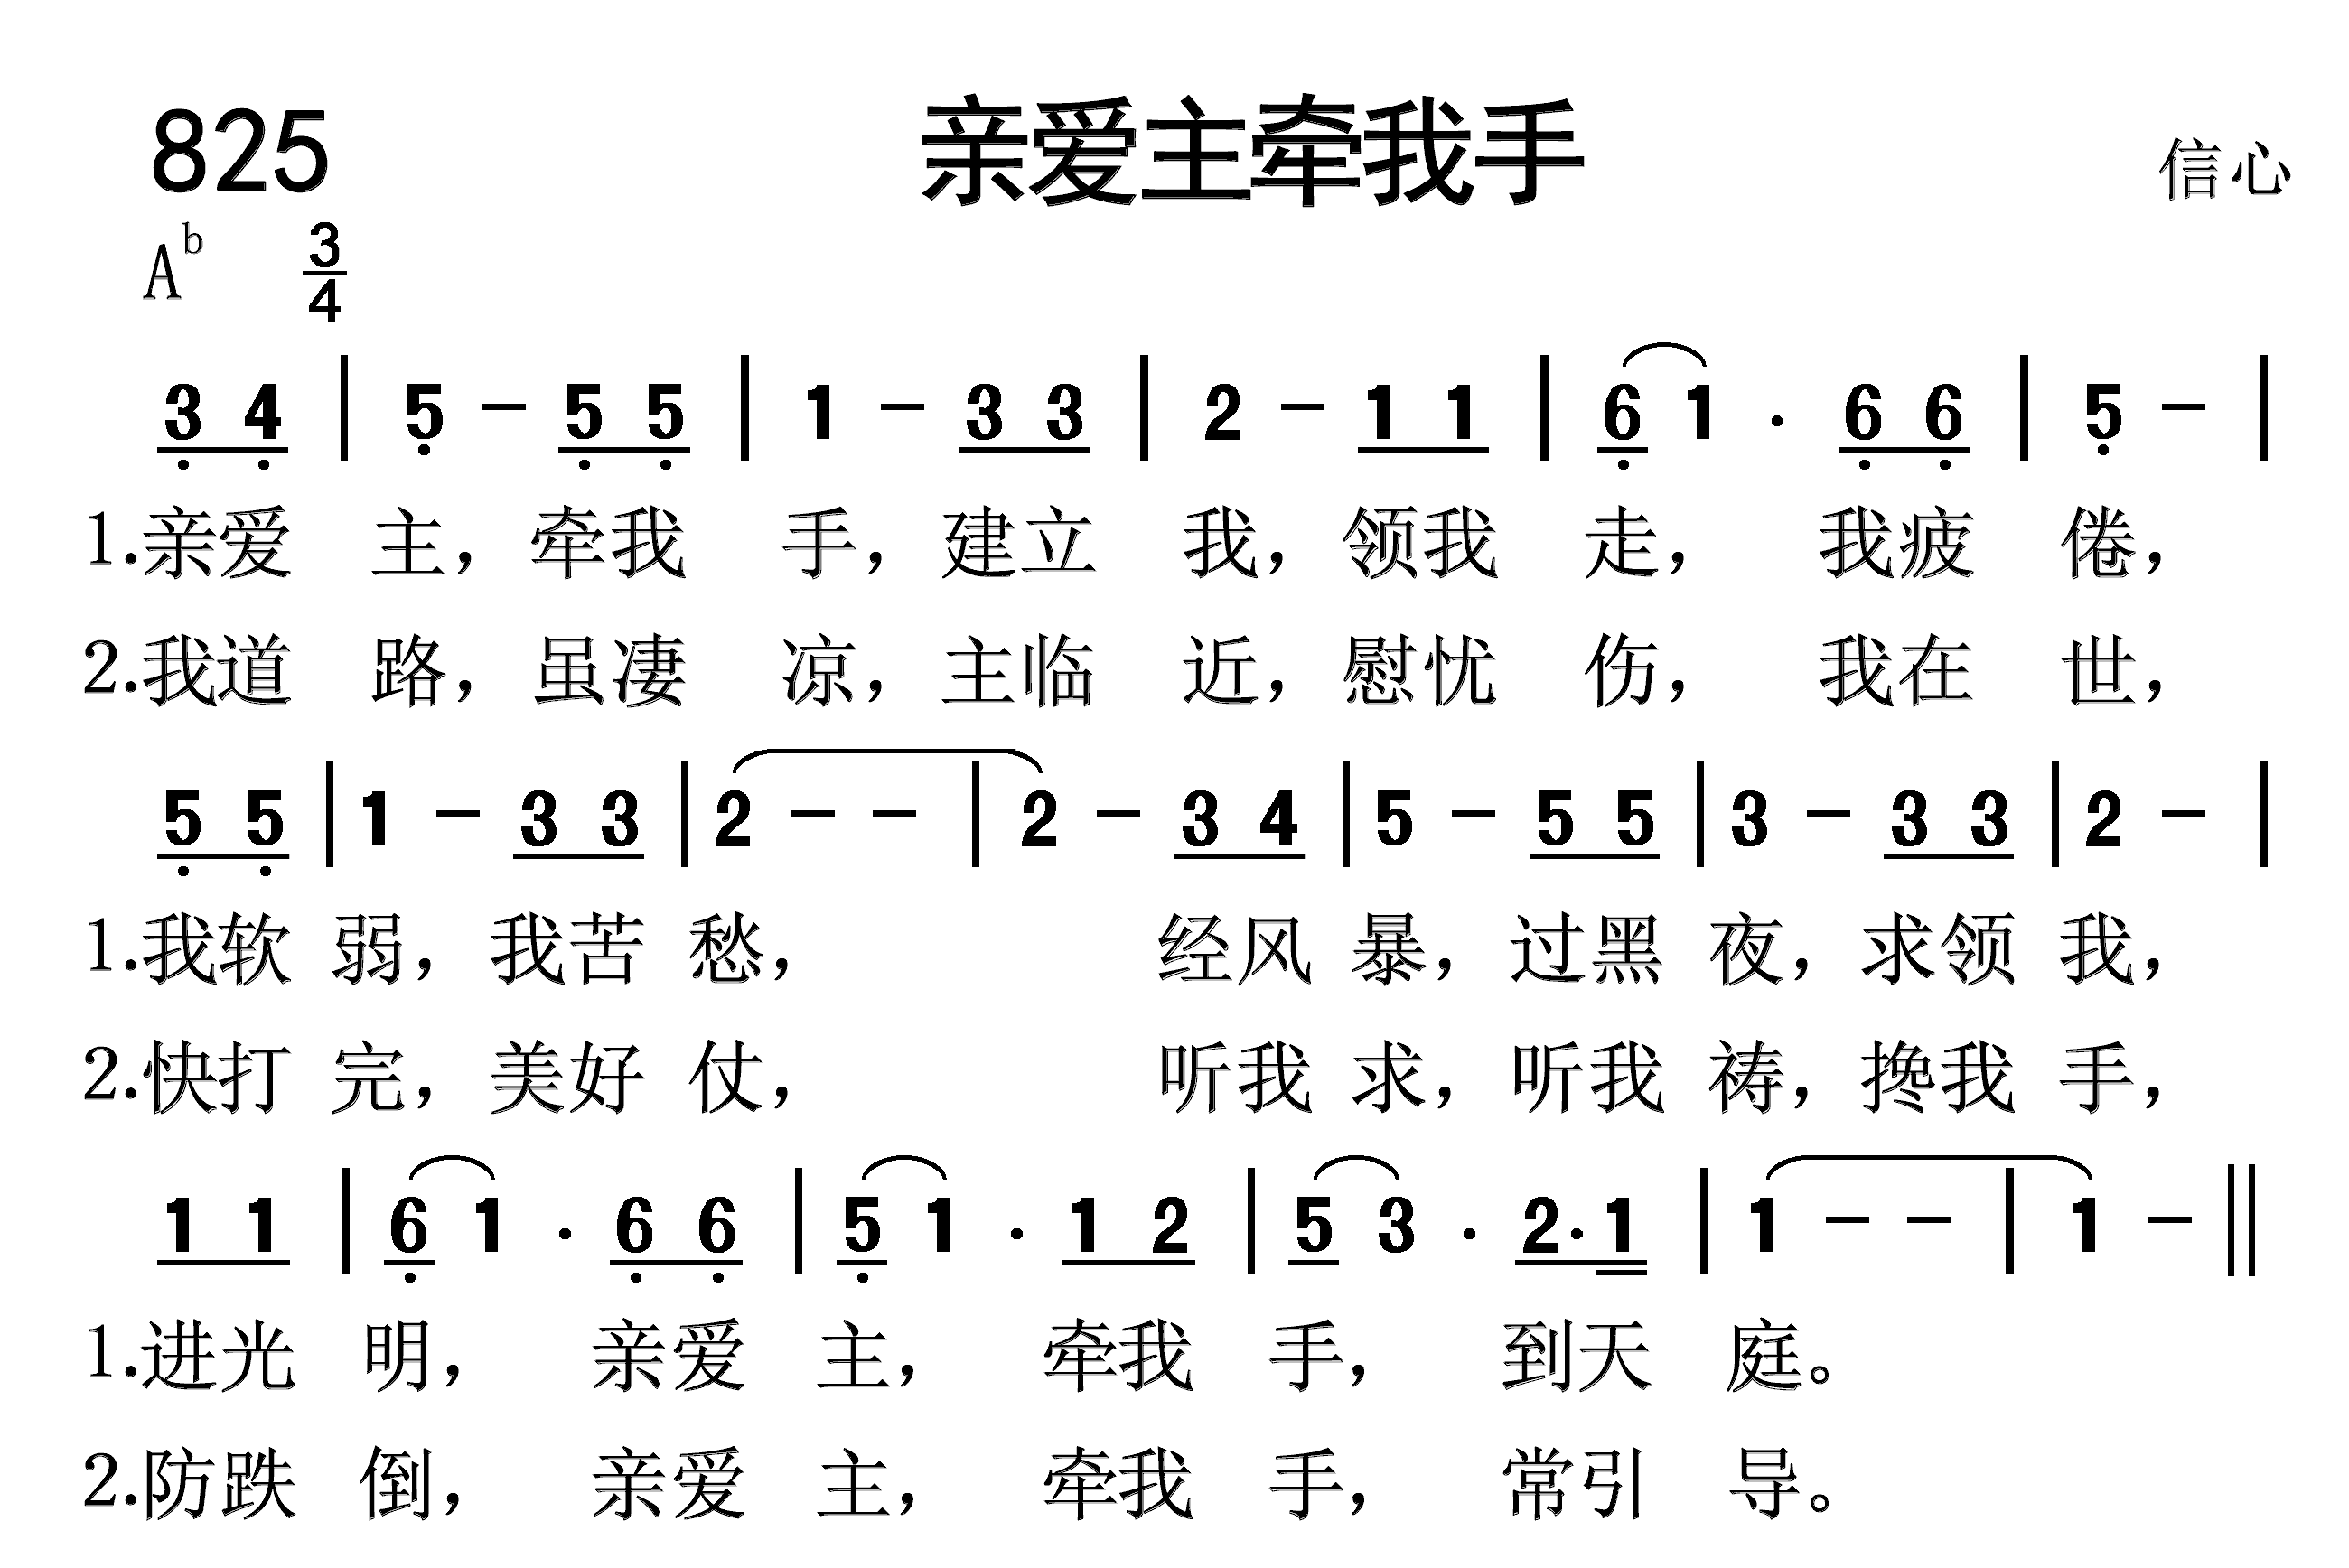 825 亲爱主牵我手 信心
A♭ 3/4
3 4 | 5 – 5 5 | 1 – 3 3 | 2 – 1 1 | 6 1 · 6 6 | 5 – |
1.亲爱 主，牵我 手，建立 我，领我 走， 我疲 倦，
2.我道 路，虽凄 凉，主临 近，慰忧 伤， 我在 世，
5 5 | 1 – 3 3 | 2 – – | 2 – 3 4 | 5 – 5 5 | 3 – 3 3 | 2 – |
1.我软 弱，我苦 愁， 经风 暴，过黑 夜，求领 我，
2.快打 完，美好 仗， 听我 求，听我 祷，搀我 手，
1 1 | 6 1 · 6 6 | 5 1 · 1 2 | 5 3 · 2· 1 | 1 – – | 1 – ||
1.进光 明， 亲爱 主， 牵我 手， 到天 庭。
2.防跌 倒， 亲爱 主， 牵我 手， 常引 导。